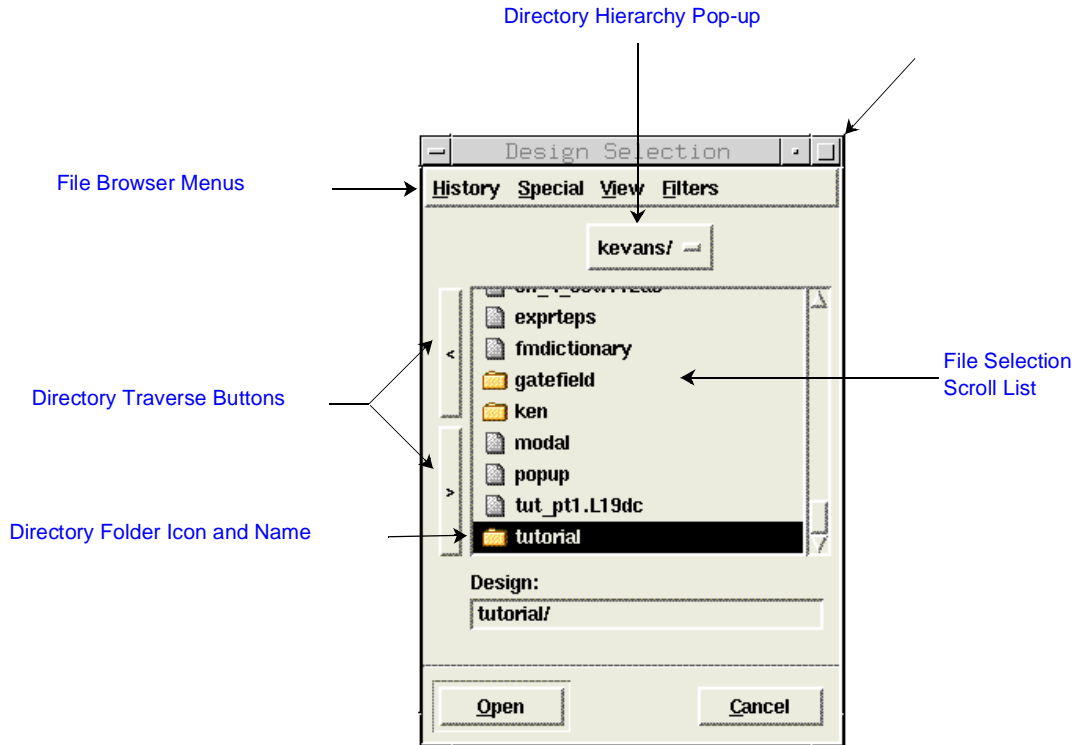 Directory Hierarchy Pop-up
Design Selection
File Browser Menus
History Special View Filters
kevans/
exprteps
fmdictionary
<
gatefield
File Selection
Scroll List
Directory Traverse Buttons
ken
modal
popup
>
tut_pt1.L19dc
Directory Folder Icon and Name
tutorial
Design:
tutorial/
Open Cancel